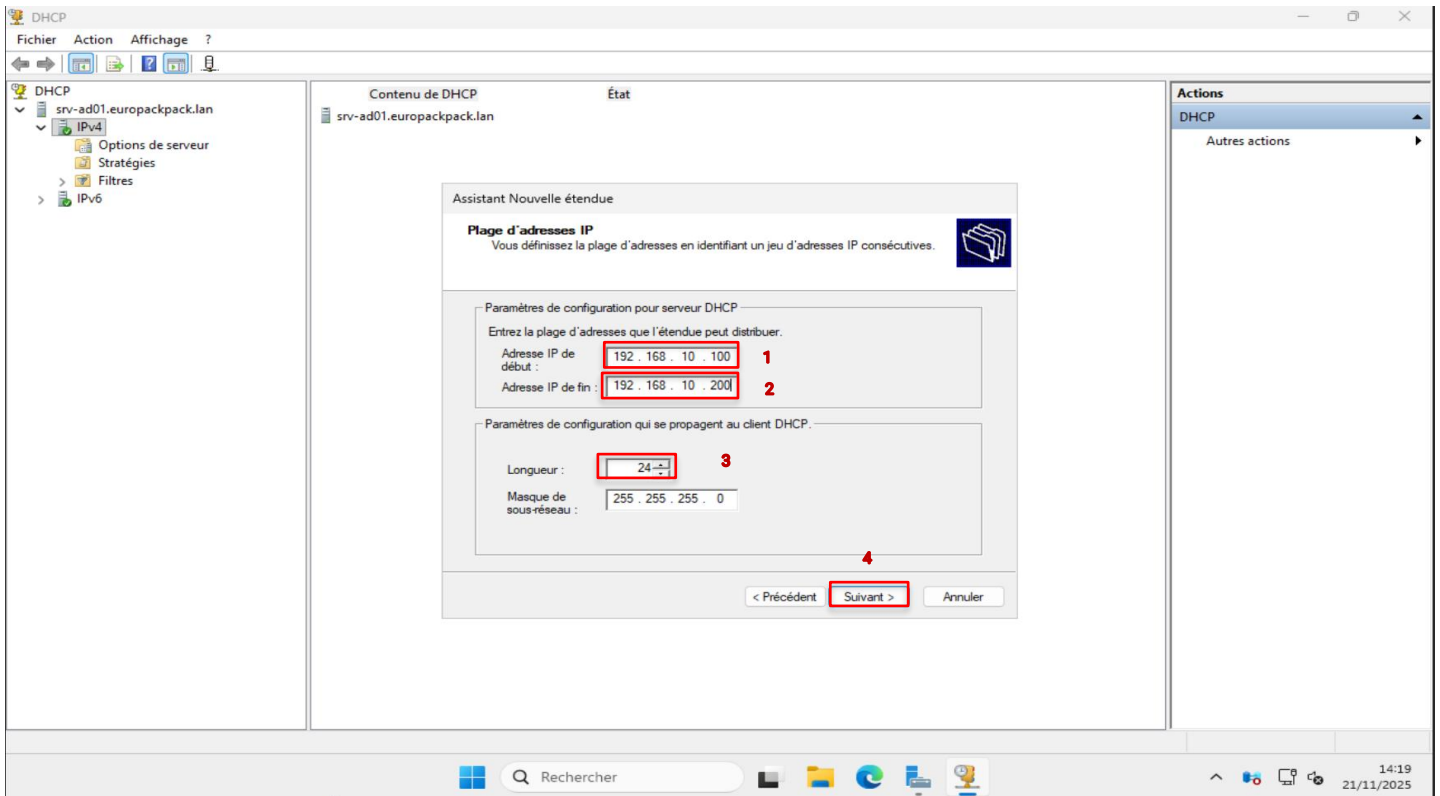 DHCP
Fichier Action Affichage ?
DHCP
srv-ad01.europackpack.lan
IPv4
Options de serveur
Stratégies
Filtres
IPv6
Contenu de DHCP État
srv-ad01.europackpack.lan
Actions
DHCP
Autres actions
Assistant Nouvelle étendue
Plage d'adresses IP
Vous définissez la plage d'adresses en identifiant un jeu d'adresses IP consécutives.
Paramètres de configuration pour serveur DHCP
Entrez la plage d'adresses que l'étendue peut distribuer.
Adresse IP de
début :
192 . 168 . 10 . 100
1
Adresse IP de fin : 192 . 168 . 10 . 200
2
Paramètres de configuration qui se propagent au client DHCP.
Longueur : 24
3
Masque de
sous-réseau :
255 . 255 . 255 . 0
4
< Précédent Suivant > Annuler
Rechercher
14:19
21/11/2025